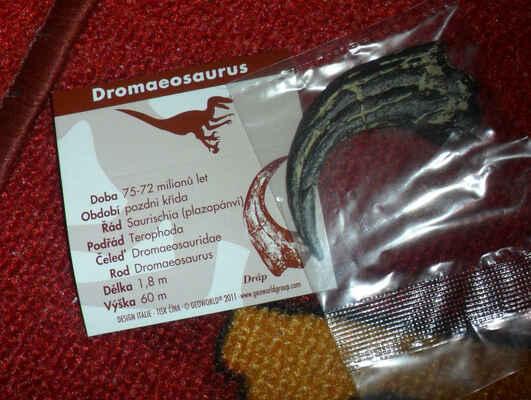 Dromaeosaurus
Doba 75-72 milionů let
Období pozdní křída
Řád Saurischia (plazopánví)
Podřád Terophoda
Čeleď Dromaeosauridae
Rod Dromaeosaurus
Délka 1,8 m
Výška 60 m
Dráp
DESIGN ITÁLIE - TISK ČÍNA - © GEOWORLD® 2011 - www.geoworldgroup.com